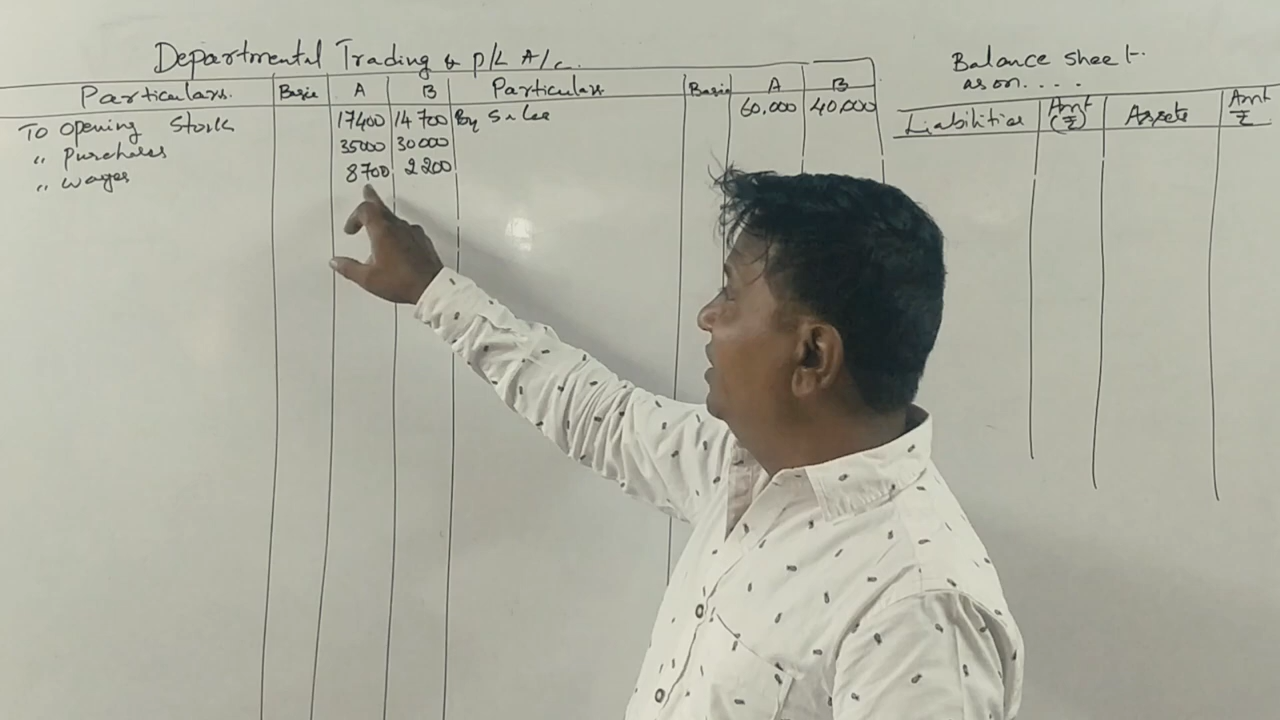 Departmental Trading & P/L A/c.
Particulars. Basis A B Particulars Basis A B
To Opening Stock 17400 14700 By Sales 60,000 40,000
" Purchases 35000 30000
" Wages 8700 2200
Balance Sheet.
as on....
Liabilities Amt (₹) Assets Amt ₹